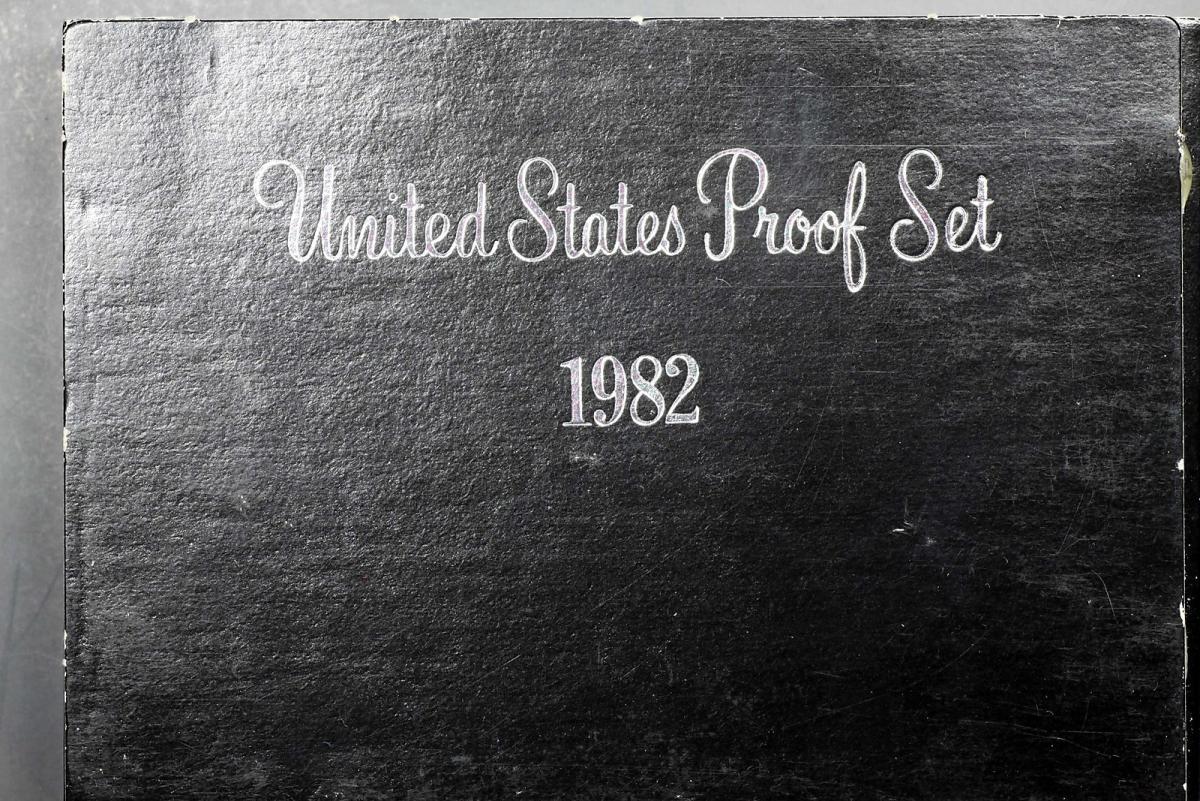 United States Proof Set
1982